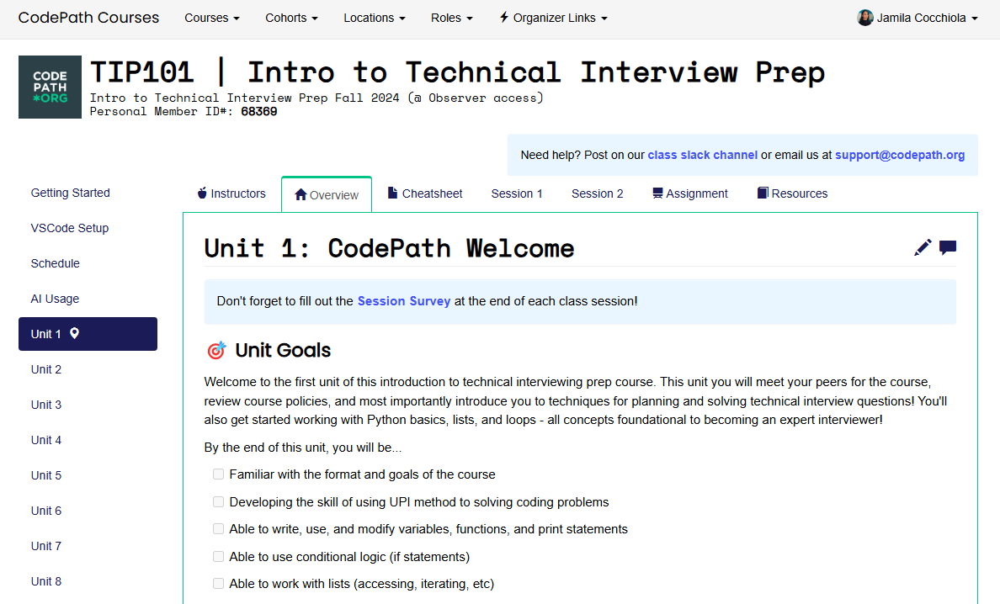 CodePath Courses Courses Cohorts Locations Roles Organizer Links Jamila Cocchiola
CODE
PATH
*ORG
TIP101 | Intro to Technical Interview Prep
Intro to Technical Interview Prep Fall 2024 (@ Observer access)
Personal Member ID#: 68369
Need help? Post on our class slack channel or email us at support@codepath.org
Getting Started
VSCode Setup
Schedule
AI Usage
Unit 1
Unit 2
Unit 3
Unit 4
Unit 5
Unit 6
Unit 7
Unit 8
Instructors Overview Cheatsheet Session 1 Session 2 Assignment Resources
Unit 1: CodePath Welcome
Don't forget to fill out the Session Survey at the end of each class session!
Unit Goals
Welcome to the first unit of this introduction to technical interviewing prep course. This unit you will meet your peers for the course,
review course policies, and most importantly introduce you to techniques for planning and solving technical interview questions! You'll
also get started working with Python basics, lists, and loops - all concepts foundational to becoming an expert interviewer!
By the end of this unit, you will be...
Familiar with the format and goals of the course
Developing the skill of using UPI method to solving coding problems
Able to write, use, and modify variables, functions, and print statements
Able to use conditional logic (if statements)
Able to work with lists (accessing, iterating, etc)